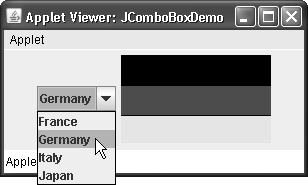 Applet Viewer: JComboBoxDemo
Applet
Germany
France
Germany
Italy
Japan
Apple